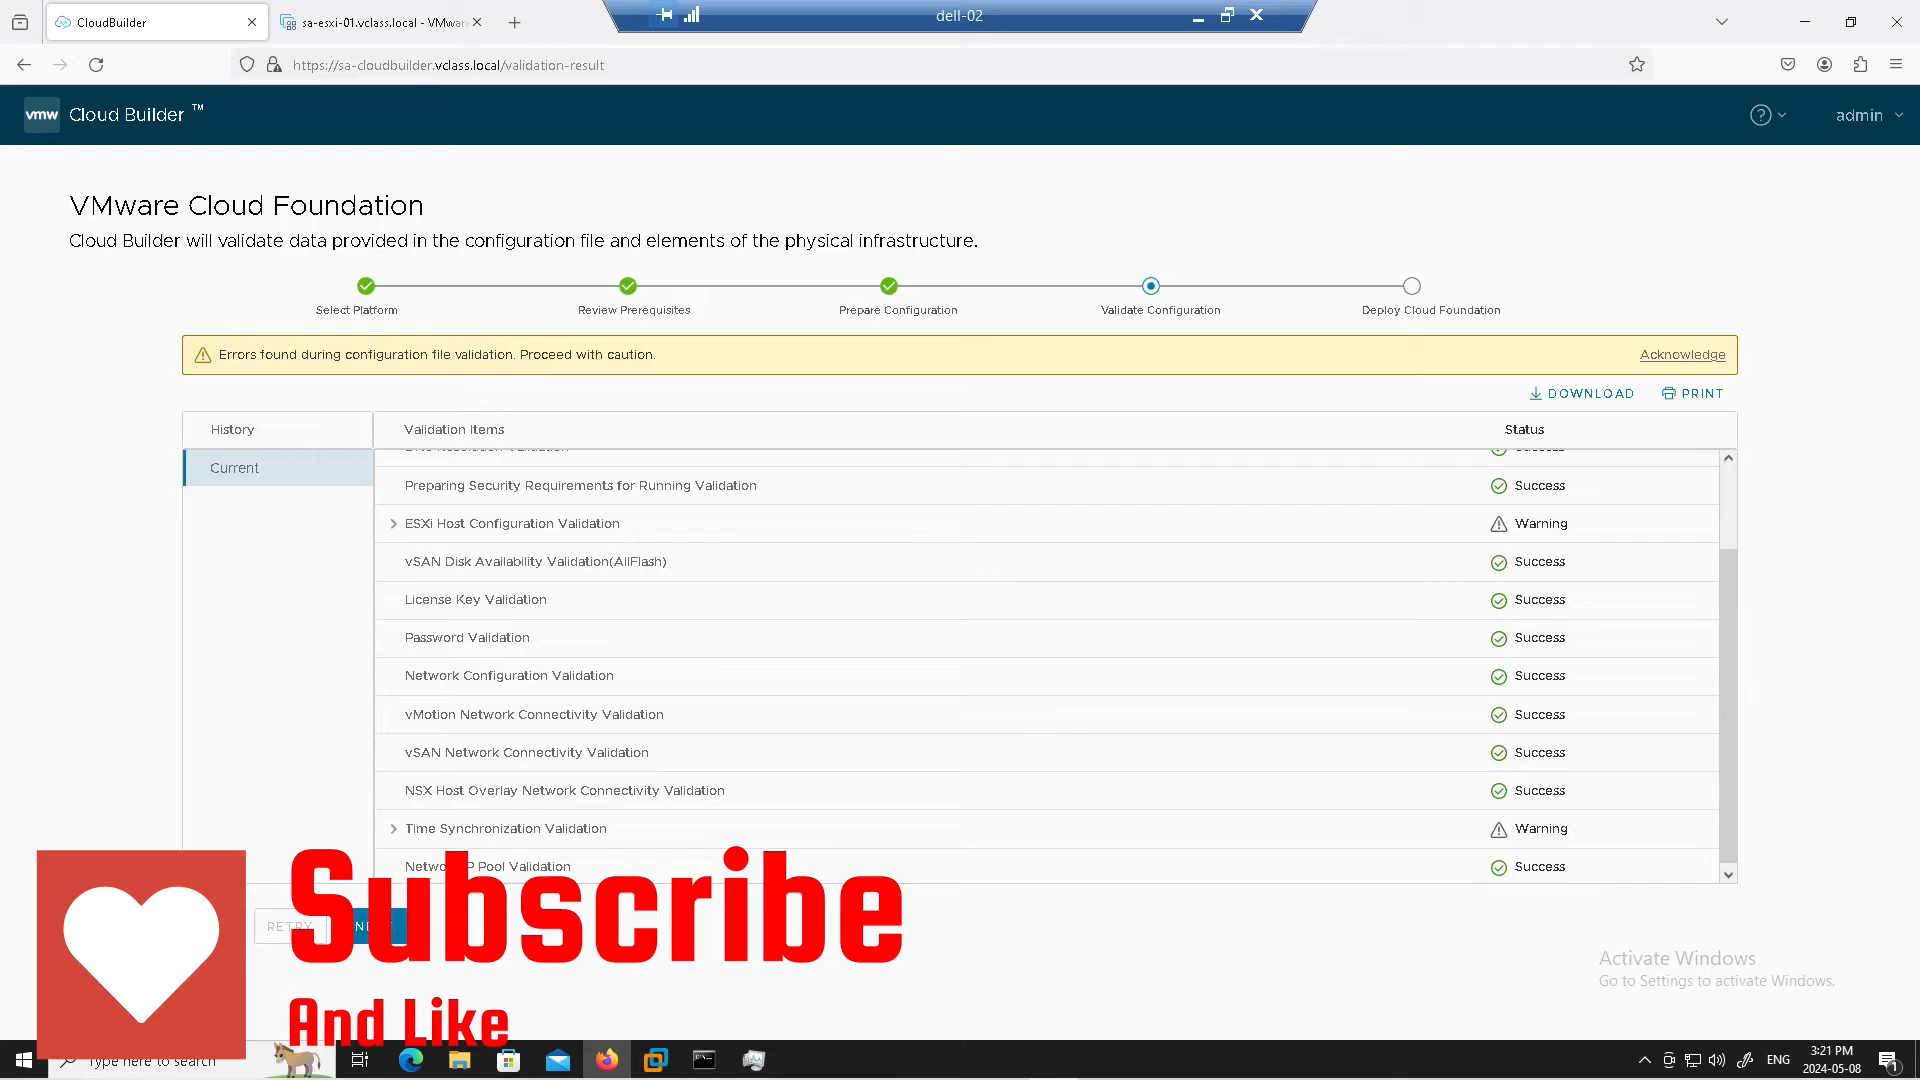 CloudBuilder
sa-esxi-01.vclass.local - VMware
dell-02
https://sa-cloudbuilder.vclass.local/validation-result
vmw Cloud Builder ™
admin
VMware Cloud Foundation
Cloud Builder will validate data provided in the configuration file and elements of the physical infrastructure.
Select Platform
Review Prerequisites
Prepare Configuration
Validate Configuration
Deploy Cloud Foundation
Errors found during configuration file validation. Proceed with caution.
Acknowledge
DOWNLOAD
PRINT
History
Validation Items
Status
Current
Preparing Security Requirements for Running Validation
Success
ESXi Host Configuration Validation
Warning
vSAN Disk Availability Validation(AllFlash)
Success
License Key Validation
Success
Password Validation
Success
Network Configuration Validation
Success
vMotion Network Connectivity Validation
Success
vSAN Network Connectivity Validation
Success
NSX Host Overlay Network Connectivity Validation
Success
Time Synchronization Validation
Warning
Pool Validation
Success
RETRY
Subscribe
And Like
Activate Windows
Go to Settings to activate Windows.
Type here to search
ENG
3:21 PM
2024-05-08
1